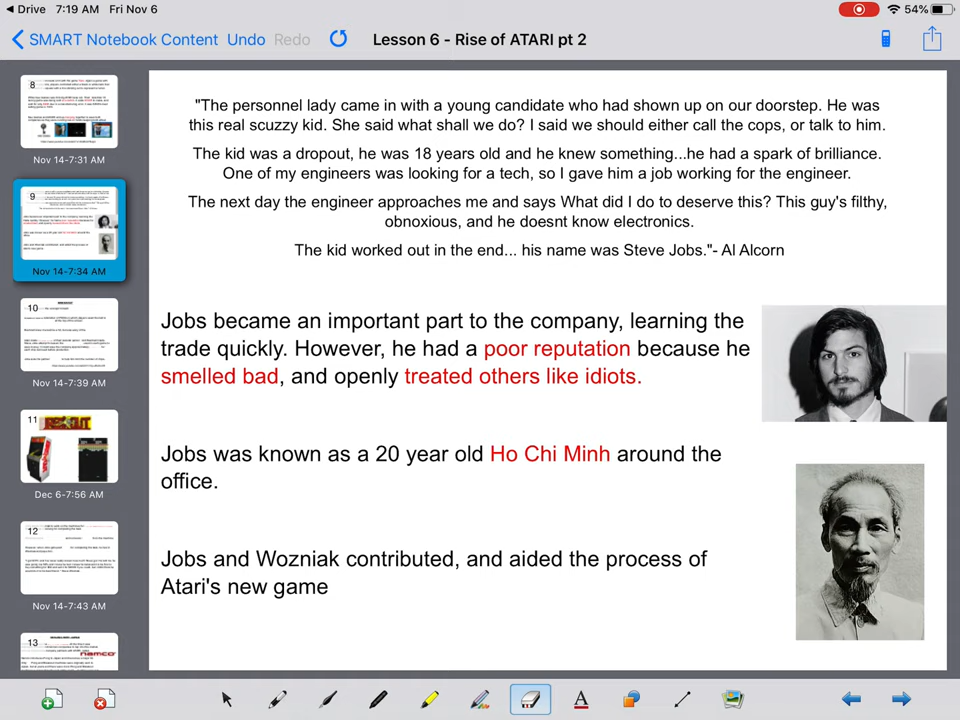 Drive 7:19 AM Fri Nov 6 54%
SMART Notebook Content Undo Redo Lesson 6 - Rise of ATARI pt 2
8
Nov 14-7:31 AM
9
Nov 14-7:34 AM
10
Nov 14-7:39 AM
11
Dec 6-7:56 AM
12
Nov 14-7:43 AM
13
namco
"The personnel lady came in with a young candidate who had shown up on our doorstep. He was
this real scuzzy kid. She said what shall we do? I said we should either call the cops, or talk to him.
The kid was a dropout, he was 18 years old and he knew something...he had a spark of brilliance.
One of my engineers was looking for a tech, so I gave him a job working for the engineer.
The next day the engineer approaches me and says What did I do to deserve this? This guy's filthy,
obnoxious, and he doesnt know electronics.
The kid worked out in the end... his name was Steve Jobs."- Al Alcorn
Jobs became an important part to the company, learning the
trade quickly. However, he had a poor reputation because he
smelled bad, and openly treated others like idiots.
Jobs was known as a 20 year old Ho Chi Minh around the
office.
Jobs and Wozniak contributed, and aided the process of
Atari's new game
A